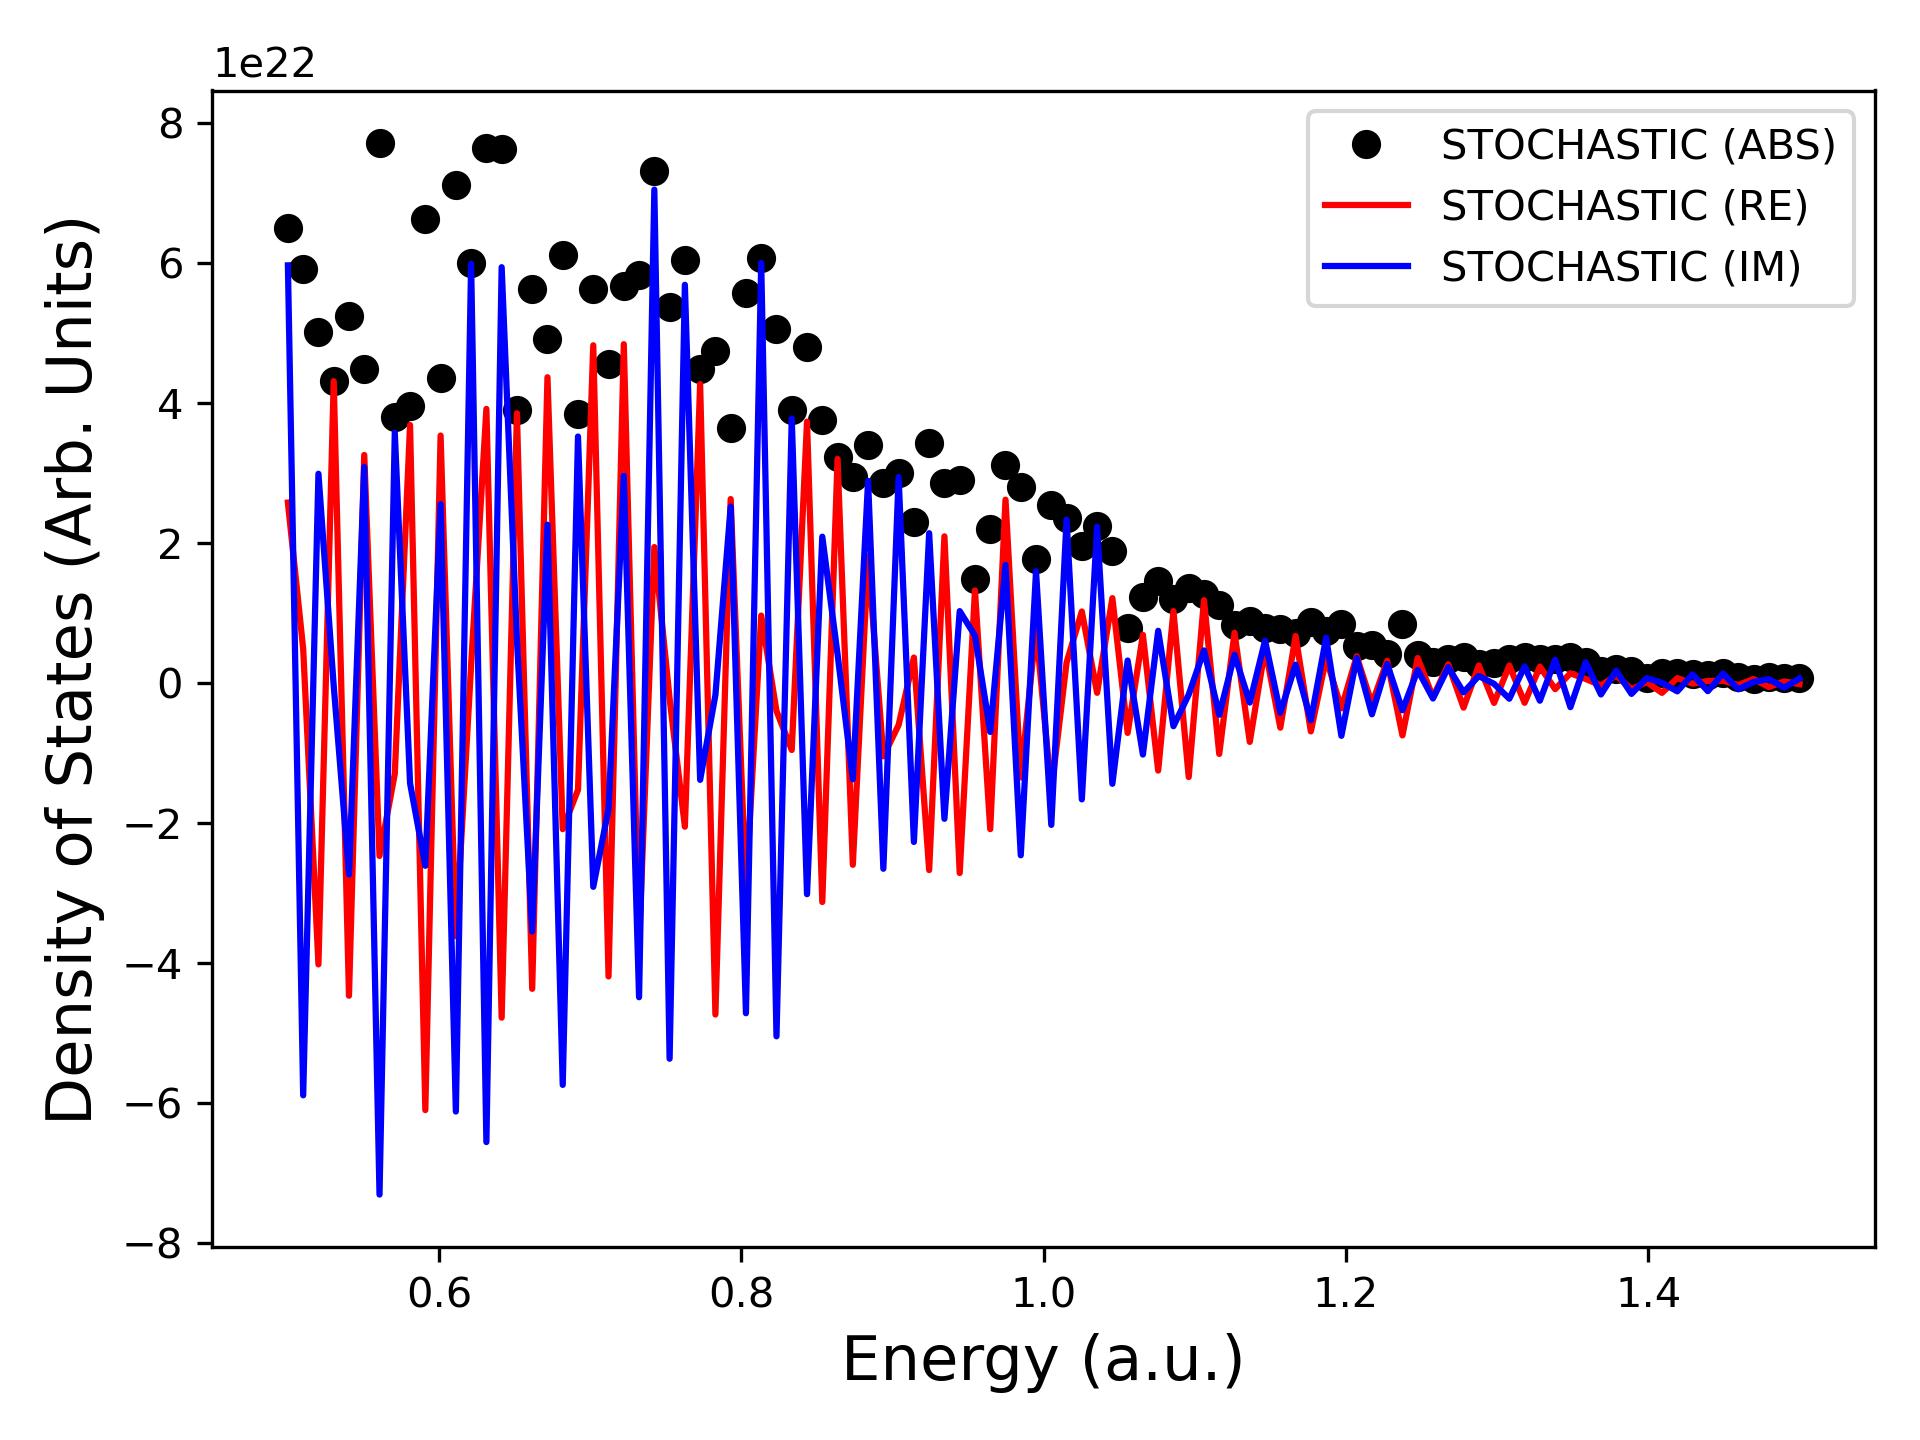 1e22
8
6
4
2
0
−2
−4
−6
−8
Density of States (Arb. Units)
STOCHASTIC (ABS)
STOCHASTIC (RE)
STOCHASTIC (IM)
0.6 0.8 1.0 1.2 1.4
Energy (a.u.)